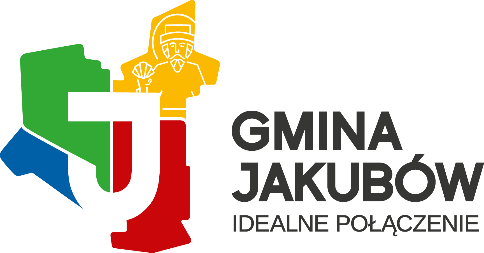 J
GMINA
JAKUBÓW
IDEALNE POŁĄCZENIE